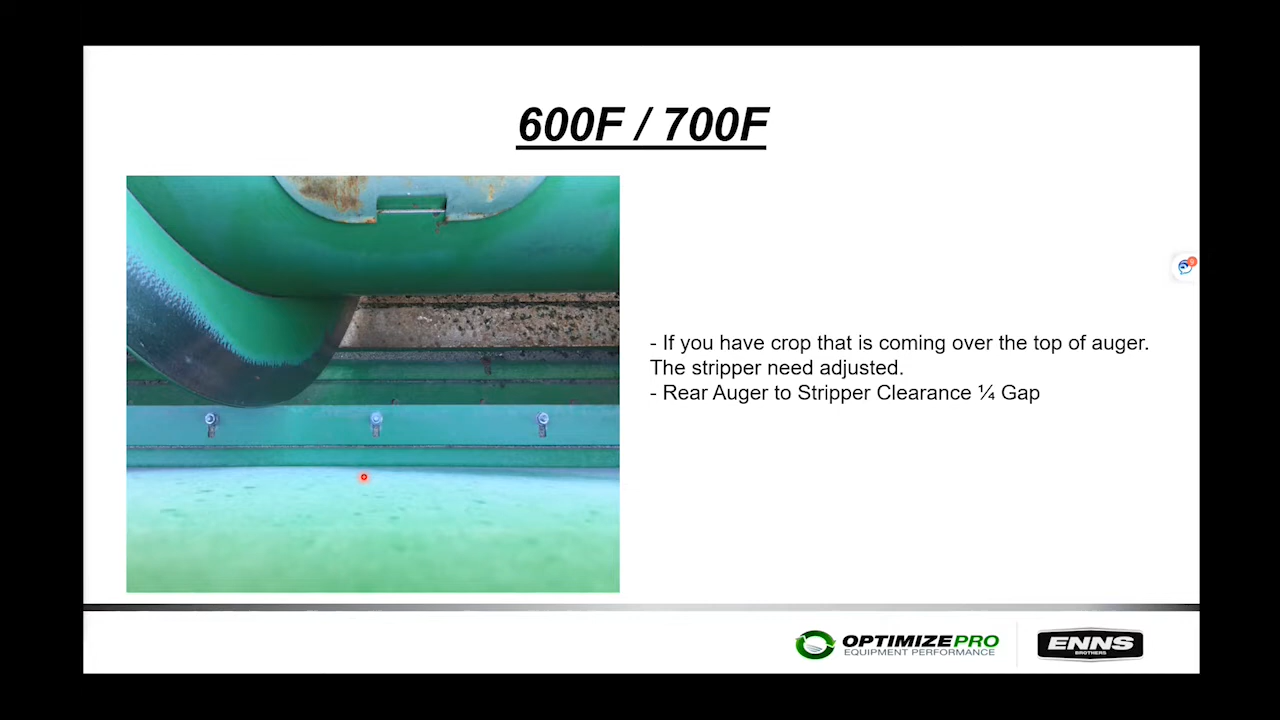 600F / 700F
- If you have crop that is coming over the top of auger.
The stripper need adjusted.
- Rear Auger to Stripper Clearance ¼ Gap
OPTIMIZEPRO
EQUIPMENT PERFORMANCE
ENNS
BROTHERS